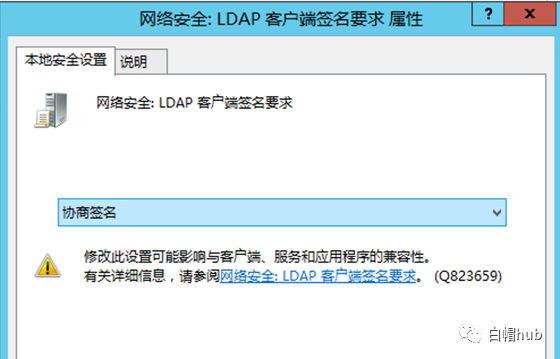 网络安全: LDAP 客户端签名要求 属性
? x
本地安全设置 说明
网络安全: LDAP 客户端签名要求
协商签名
修改此设置可能影响与客户端、服务和应用程序的兼容性。
有关详细信息，请参阅网络安全: LDAP 客户端签名要求。 (Q823659)
白帽hub